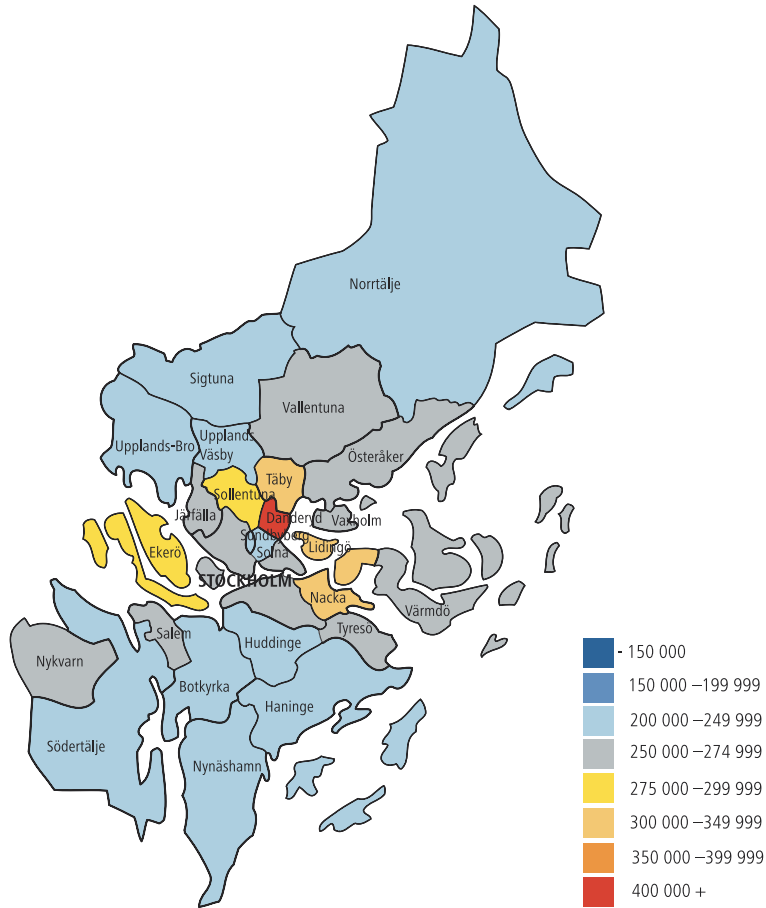 Norrtälje
Sigtuna
Vallentuna
Upplands-Bro
Upplands
Väsby
Österåker
Täby
Sollentuna
Järfälla
Danderyd
Vaxholm
Sundbyborg
Solna
Lidingö
Ekerö
STØCKHOLM
Nacka
Värmdö
Salem
Tyresö
Huddinge
Nykvarn
Botkyrka
Haninge
Södertälje
Nynäshamn
- 150 000
150 000 –199 999
200 000 –249 999
250 000 –274 999
275 000 –299 999
300 000 –349 999
350 000 –399 999
400 000 +